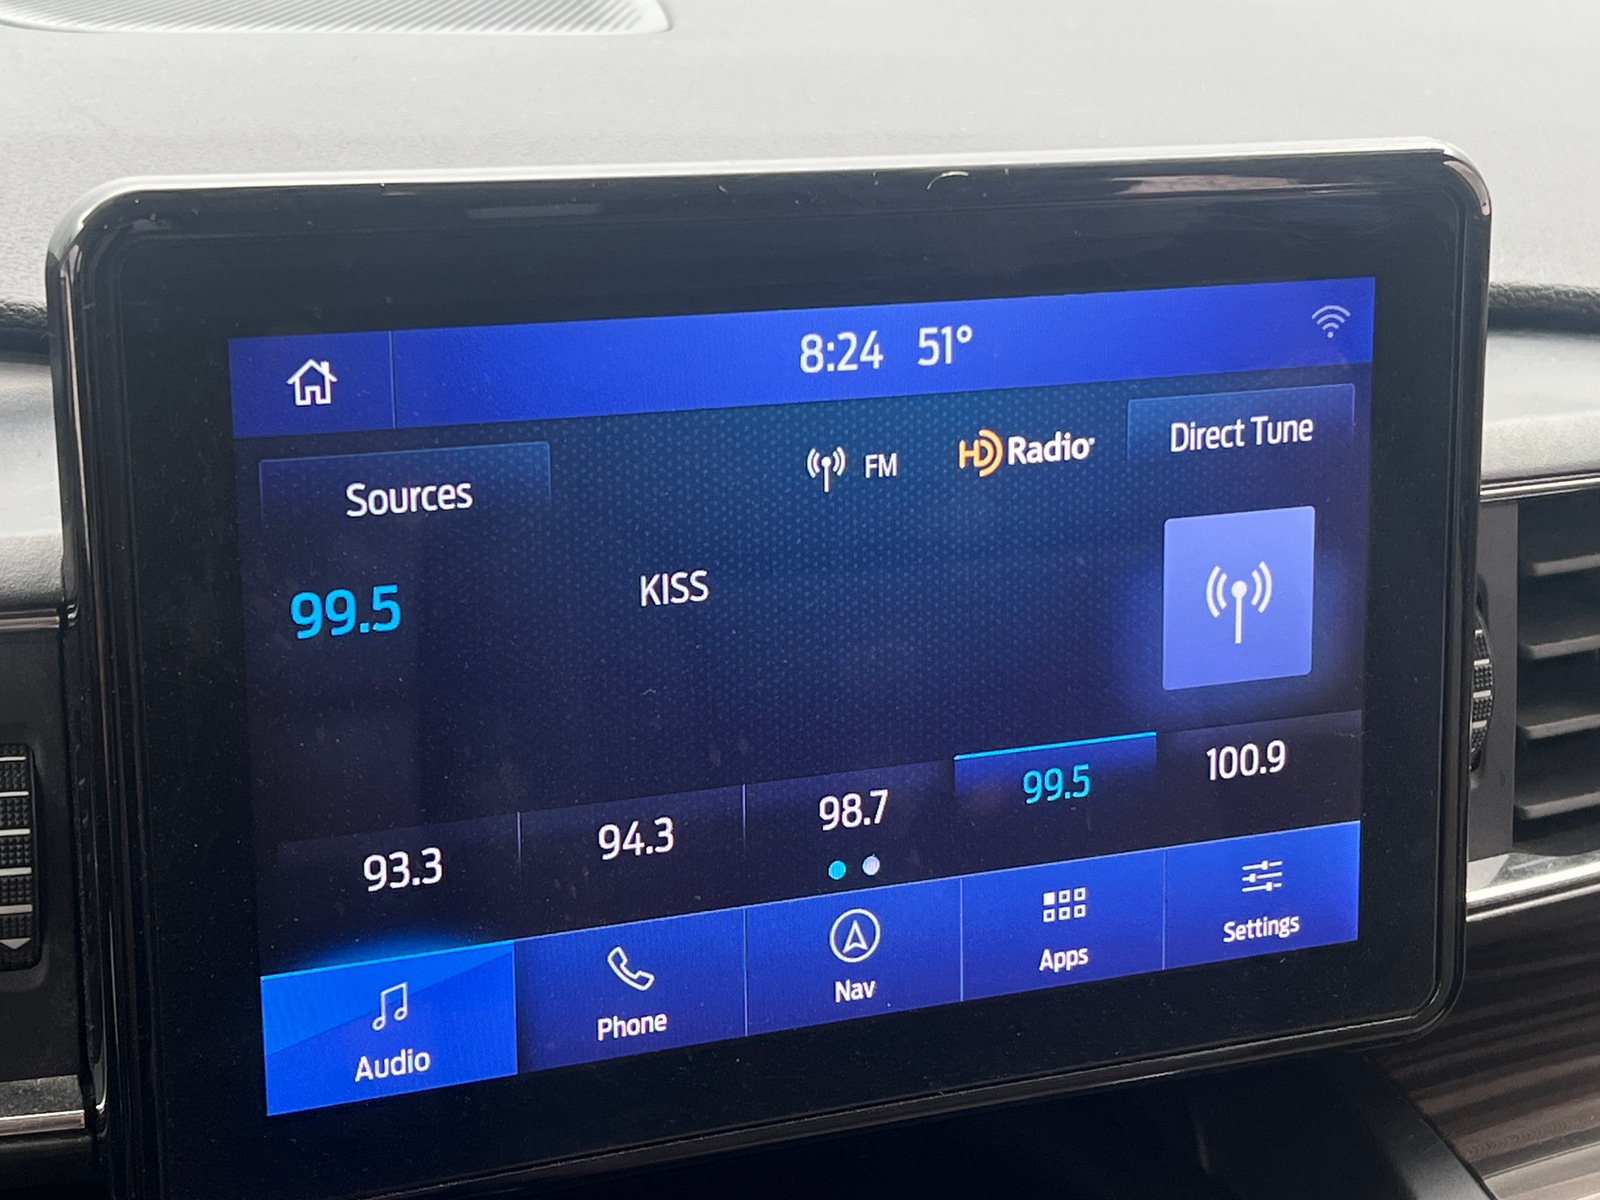 8:24 51°
Sources
FM
HD Radio
Direct Tune
99.5
KISS
93.3
94.3
98.7
99.5
100.9
Audio
Phone
Nav
Apps
Settings